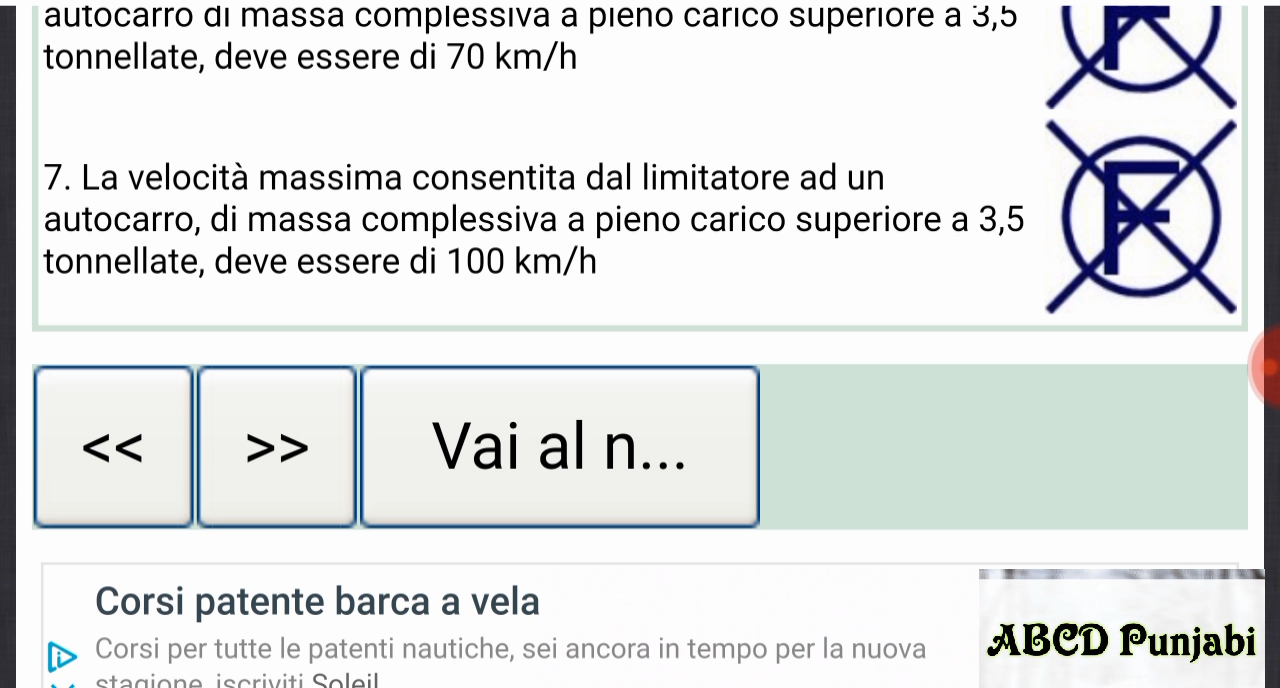 autocarro di massa complessiva a pieno carico superiore a 3,5
tonnellate, deve essere di 70 km/h
F
7. La velocità massima consentita dal limitatore ad un
autocarro, di massa complessiva a pieno carico superiore a 3,5
tonnellate, deve essere di 100 km/h
F
<< >> Vai al n...
Corsi patente barca a vela
Corsi per tutte le patenti nautiche, sei ancora in tempo per la nuova
stagione, iscriviti Soleil
ABCD Punjabi